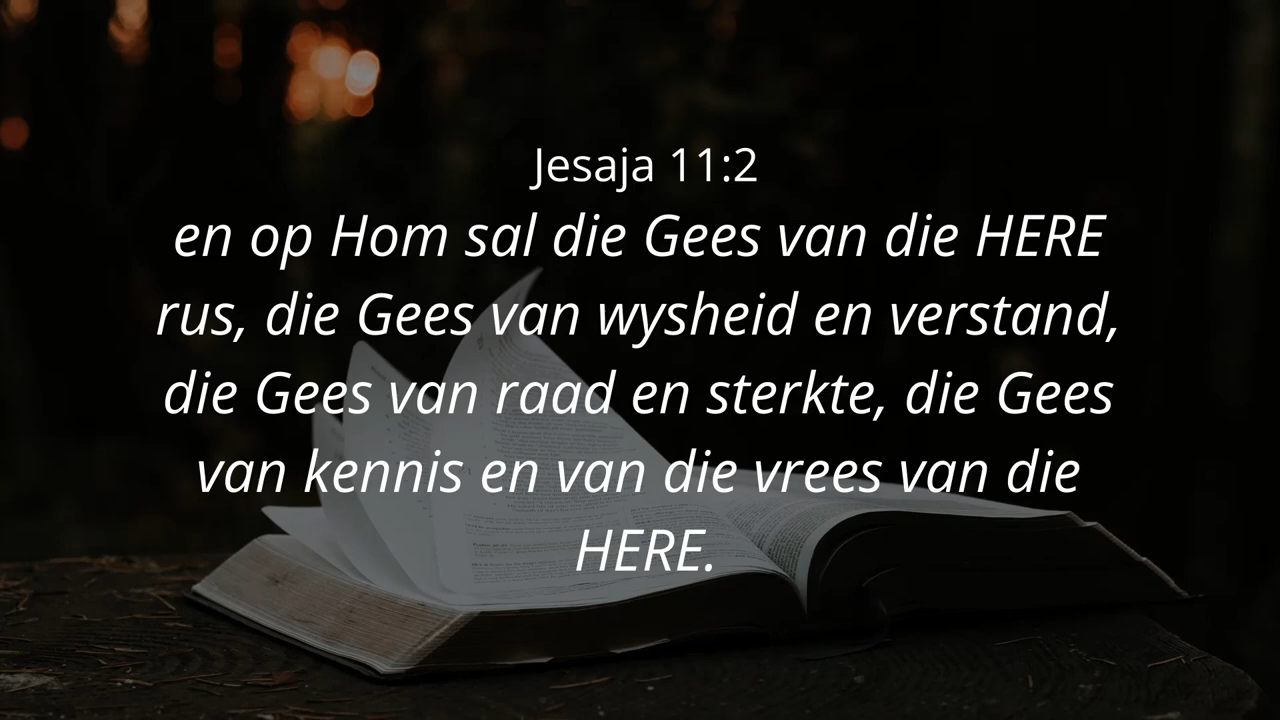 Jesaja 11:2
en op Hom sal die Gees van die HERE
rus, die Gees van wysheid en verstand,
die Gees van raad en sterkte, die Gees
van kennis en van die vrees van die
HERE.